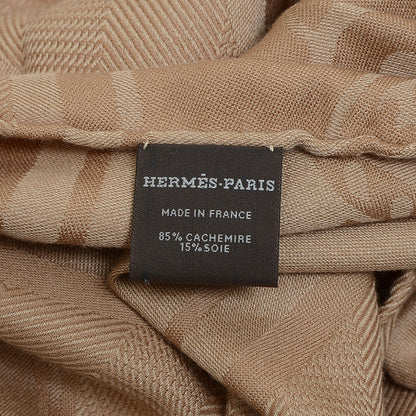 HERMÈS-PARIS
MADE IN FRANCE
85% CACHEMIRE
15% SOIE